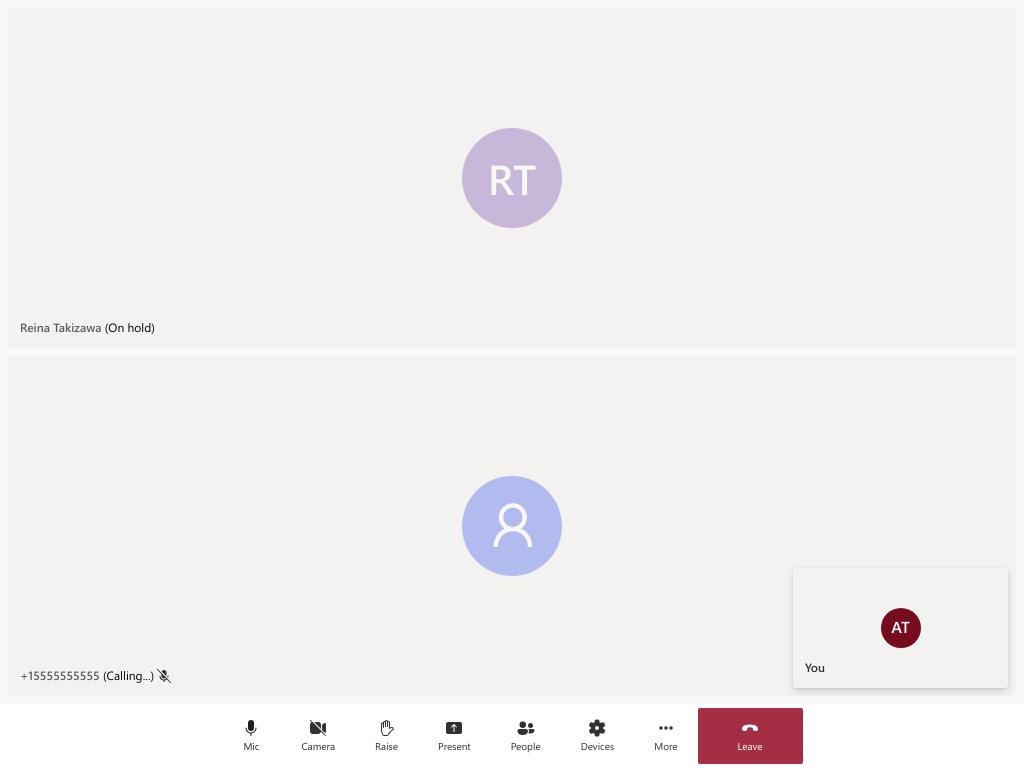 RT
Reina Takizawa (On hold)
+15555555555 (Calling...)
AT
You
Mic
Camera
Raise
Present
People
Devices
More
Leave